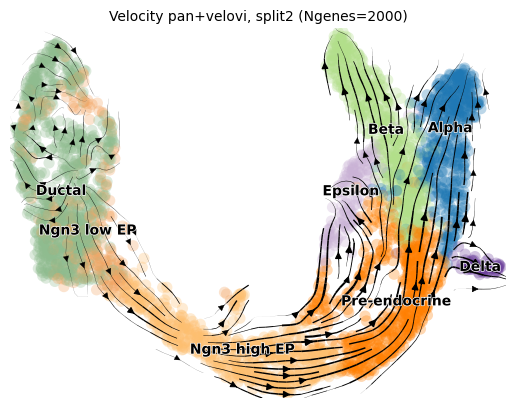 Velocity pan+velovi, split2 (Ngenes=2000)
Beta
Alpha
Ductal
Epsilon
Ngn3 low EP
Delta
Pre-endocrine
Ngn3 high EP